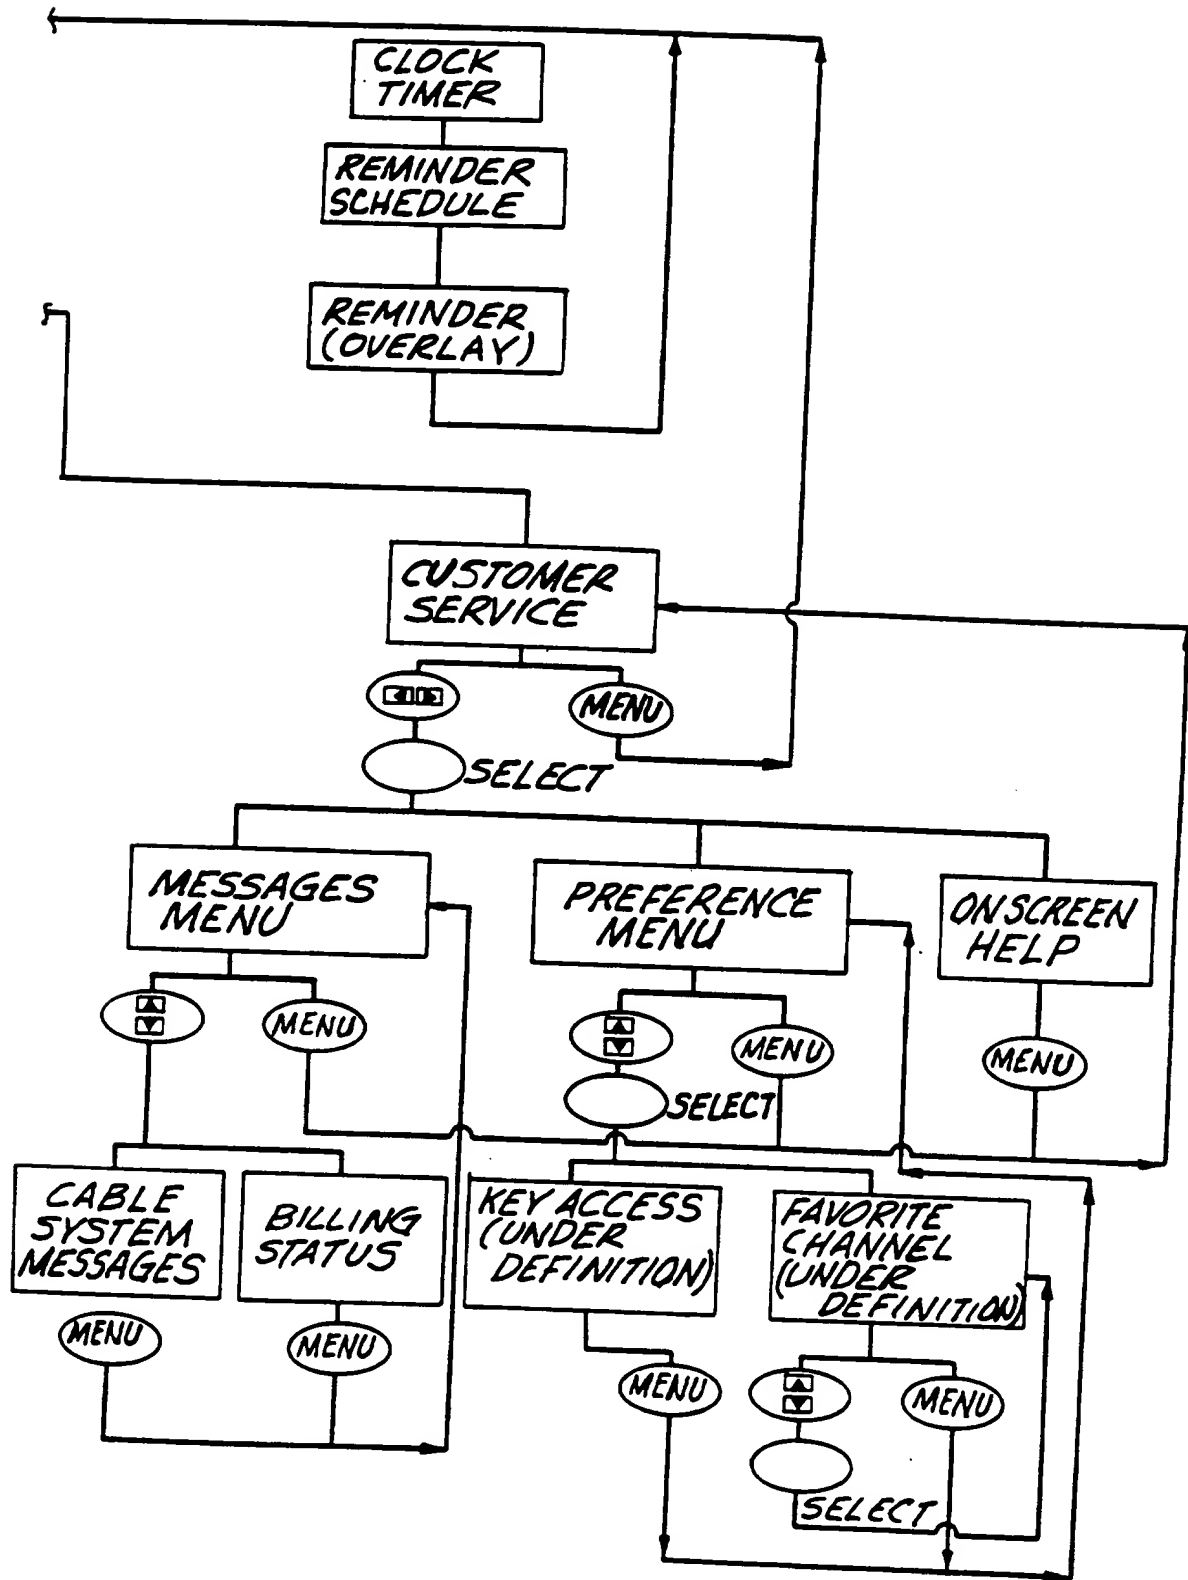 CLOCK
TIMER
REMINDER
SCHEDULE
REMINDER
(OVERLAY)
CUSTOMER
SERVICE
MENU
SELECT
MESSAGES
MENU
PREFERENCE
MENU
ON SCREEN
HELP
MENU
MENU
MENU
SELECT
CABLE
SYSTEM
MESSAGES
BILLING
STATUS
KEY ACCESS
(UNDER
DEFINITION)
FAVORITE
CHANNEL
(UNDER
DEFINITION)
MENU
MENU
MENU
MENU
SELECT